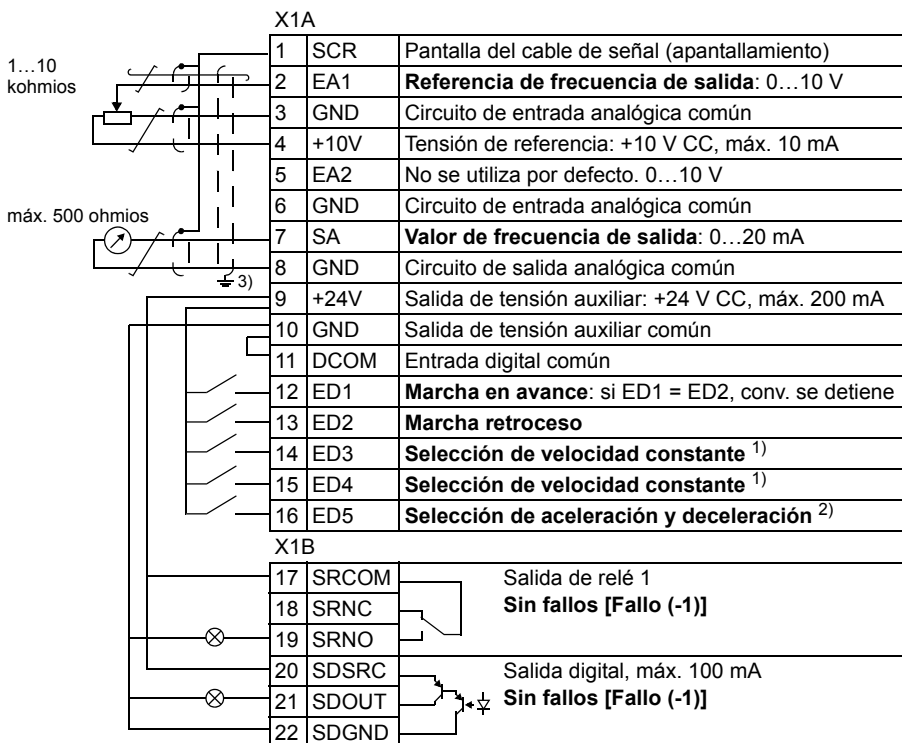 X1A
1…10
kohmios
1 SCR Pantalla del cable de señal (apantallamiento)
2 EA1 Referencia de frecuencia de salida: 0…10 V
3 GND Circuito de entrada analógica común
4 +10V Tensión de referencia: +10 V CC, máx. 10 mA
5 EA2 No se utiliza por defecto. 0…10 V
6 GND Circuito de entrada analógica común
máx. 500 ohmios
7 SA Valor de frecuencia de salida: 0…20 mA
8 GND Circuito de salida analógica común
3)
9 +24V Salida de tensión auxiliar: +24 V CC, máx. 200 mA
10 GND Salida de tensión auxiliar común
11 DCOM Entrada digital común
12 ED1 Marcha en avance: si ED1 = ED2, conv. se detiene
13 ED2 Marcha retroceso
14 ED3 Selección de velocidad constante 1)
15 ED4 Selección de velocidad constante 1)
16 ED5 Selección de aceleración y deceleración 2)
X1B
17 SRCOM Salida de relé 1
18 SRNC Sin fallos [Fallo (-1)]
19 SRNO
20 SDSRC Salida digital, máx. 100 mA
21 SDOUT Sin fallos [Fallo (-1)]
22 SDGND